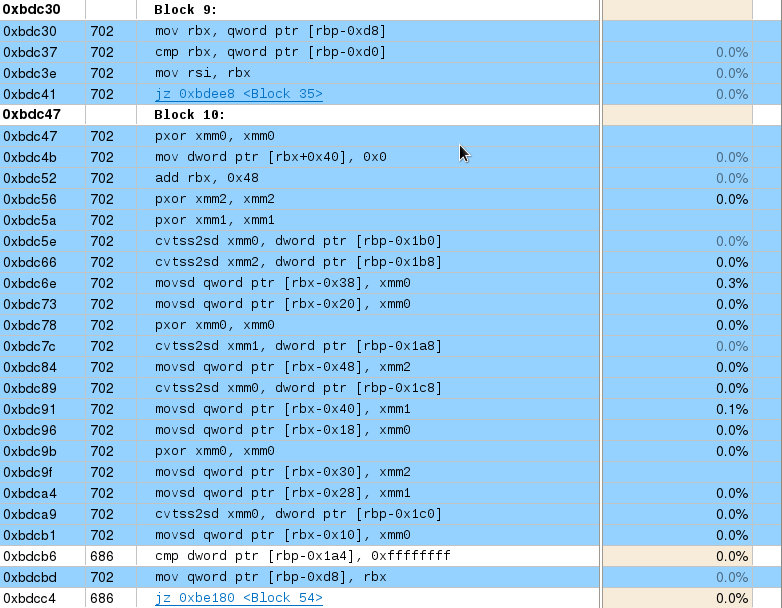 0xbdc30 Block 9:
0xbdc30 702 mov rbx, qword ptr [rbp-0xd8]
0xbdc37 702 cmp rbx, qword ptr [rbp-0xd0] 0.0%
0xbdc3e 702 mov rsi, rbx 0.0%
0xbdc41 702 jz 0xbdee8 <Block 35> 0.0%
0xbdc47 Block 10:
0xbdc47 702 pxor xmm0, xmm0
0xbdc4b 702 mov dword ptr [rbx+0x40], 0x0 0.0%
0xbdc52 702 add rbx, 0x48 0.0%
0xbdc56 702 pxor xmm2, xmm2 0.0%
0xbdc5a 702 pxor xmm1, xmm1
0xbdc5e 702 cvtss2sd xmm0, dword ptr [rbp-0x1b0] 0.0%
0xbdc66 702 cvtss2sd xmm2, dword ptr [rbp-0x1b8] 0.0%
0xbdc6e 702 movsd qword ptr [rbx-0x38], xmm0 0.3%
0xbdc73 702 movsd qword ptr [rbx-0x20], xmm0 0.0%
0xbdc78 702 pxor xmm0, xmm0 0.0%
0xbdc7c 702 cvtss2sd xmm1, dword ptr [rbp-0x1a8] 0.0%
0xbdc84 702 movsd qword ptr [rbx-0x48], xmm2 0.0%
0xbdc89 702 cvtss2sd xmm0, dword ptr [rbp-0x1c8] 0.0%
0xbdc91 702 movsd qword ptr [rbx-0x40], xmm1 0.1%
0xbdc96 702 movsd qword ptr [rbx-0x18], xmm0 0.0%
0xbdc9b 702 pxor xmm0, xmm0 0.0%
0xbdc9f 702 movsd qword ptr [rbx-0x30], xmm2
0xbdca4 702 movsd qword ptr [rbx-0x28], xmm1 0.0%
0xbdca9 702 cvtss2sd xmm0, dword ptr [rbp-0x1c0] 0.0%
0xbdcb1 702 movsd qword ptr [rbx-0x10], xmm0 0.0%
0xbdcb6 686 cmp dword ptr [rbp-0x1a4], 0xffffffff 0.0%
0xbdcbd 702 mov qword ptr [rbp-0xd8], rbx 0.0%
0xbdcc4 686 jz 0xbe180 <Block 54> 0.0%